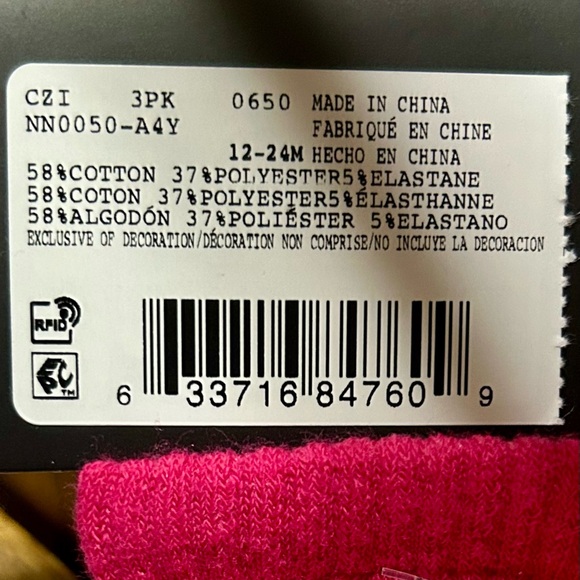 CZI 3PK 0650 MADE IN CHINA
NN0050-A4Y FABRIQUÉ EN CHINE
12-24M HECHO EN CHINA
58%COTTON 37%POLYESTER5%ELASTANE
58%COTON 37%POLYESTER5%ÉLASTHANNE
58%ALGODÓN 37%POLIÉSTER 5%ELASTANO
EXCLUSIVE OF DECORATION/DÉCORATION NON COMPRISE/NO INCLUYE LA DECORACION
RFID
TM
6 33716 84760 9